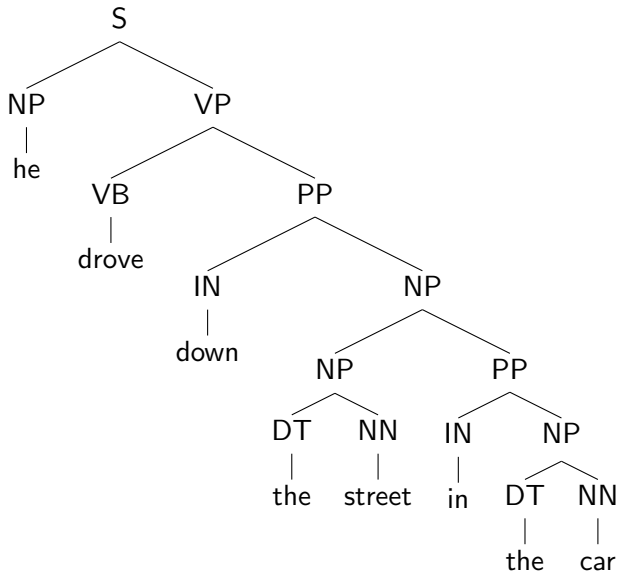 S
NP VP
he
VB PP
drove
IN NP
down
NP PP
DT NN IN NP
the street in
DT NN
the car